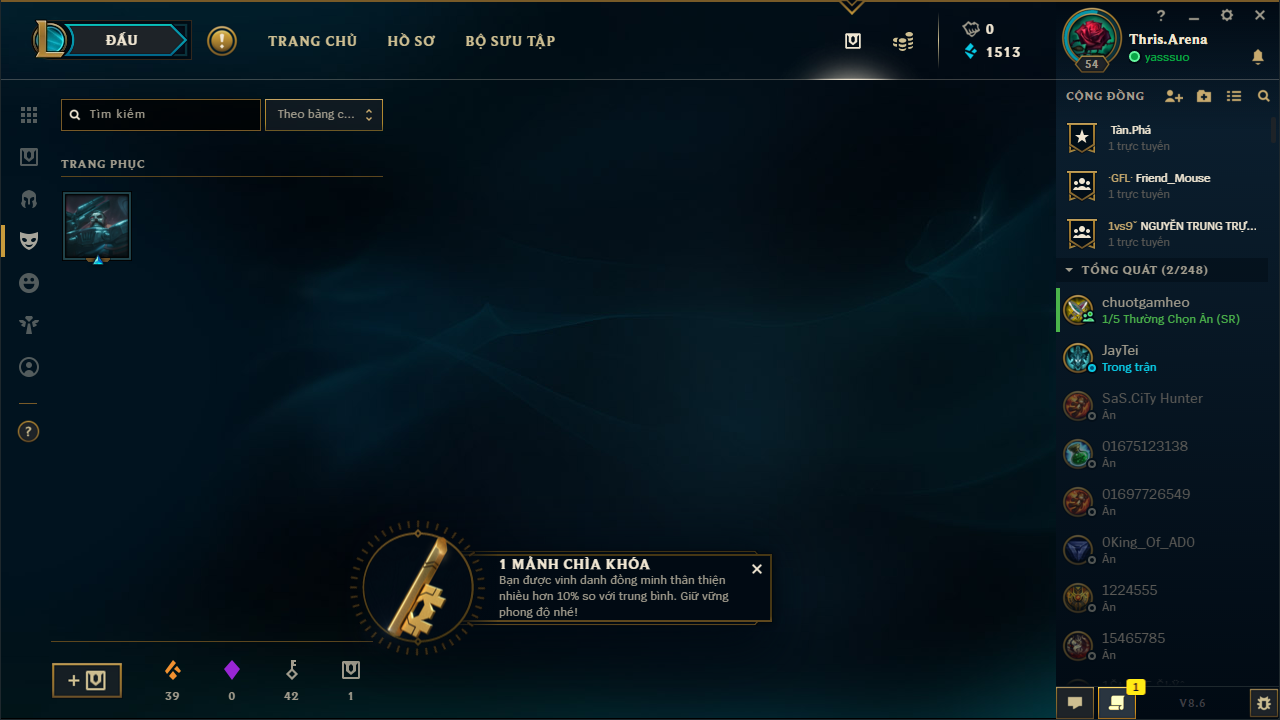 ĐẤU
!
TRANG CHỦ
HỒ SƠ
BỘ SƯU TẬP
0
1513
?
54
Thris.Arena
yasssuo
CỘNG ĐỒNG
Tìm kiếm
Theo bảng c...
TRANG PHỤC
Tàn.Phá
1 trực tuyến
·GFL· Friend_Mouse
1 trực tuyến
1vs9ˇ NGUYỄN TRUNG TRỰ...
1 trực tuyến
TỔNG QUÁT (2/248)
chuotgamheo
1/5 Thường Chọn Ẩn (SR)
JayTei
Trong trận
SaS.CiTy Hunter
Ẩn
01675123138
Ẩn
01697726549
Ẩn
0King_Of_AD0
Ẩn
1224555
Ẩn
15465785
Ẩn
?
1 MẢNH CHÌA KHÓA
Bạn được vinh danh đồng minh thân thiện
nhiều hơn 10% so với trung bình. Giữ vững
phong độ nhé!
+
39
0
42
1
1
V8.6